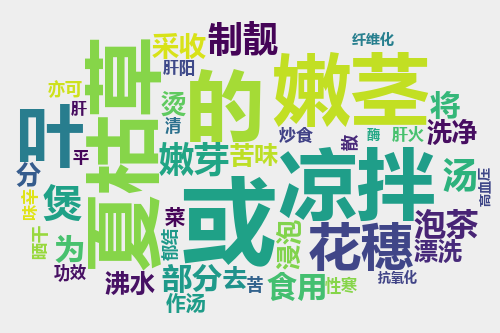 夏枯草
的
嫩茎
或
凉拌
叶
花穗
制靓
采收
肝阳
纤维化
亦可
肝
烫
清
平
嫩芽
苦味
炒食
散
酶
肝火
将
洗净
分
煲
汤
高血压
味辛
晒干
为
菜
郁结
浸泡
泡茶
漂洗
功效
沸水
部分
去
苦
食用
性寒
抗氧化
作汤